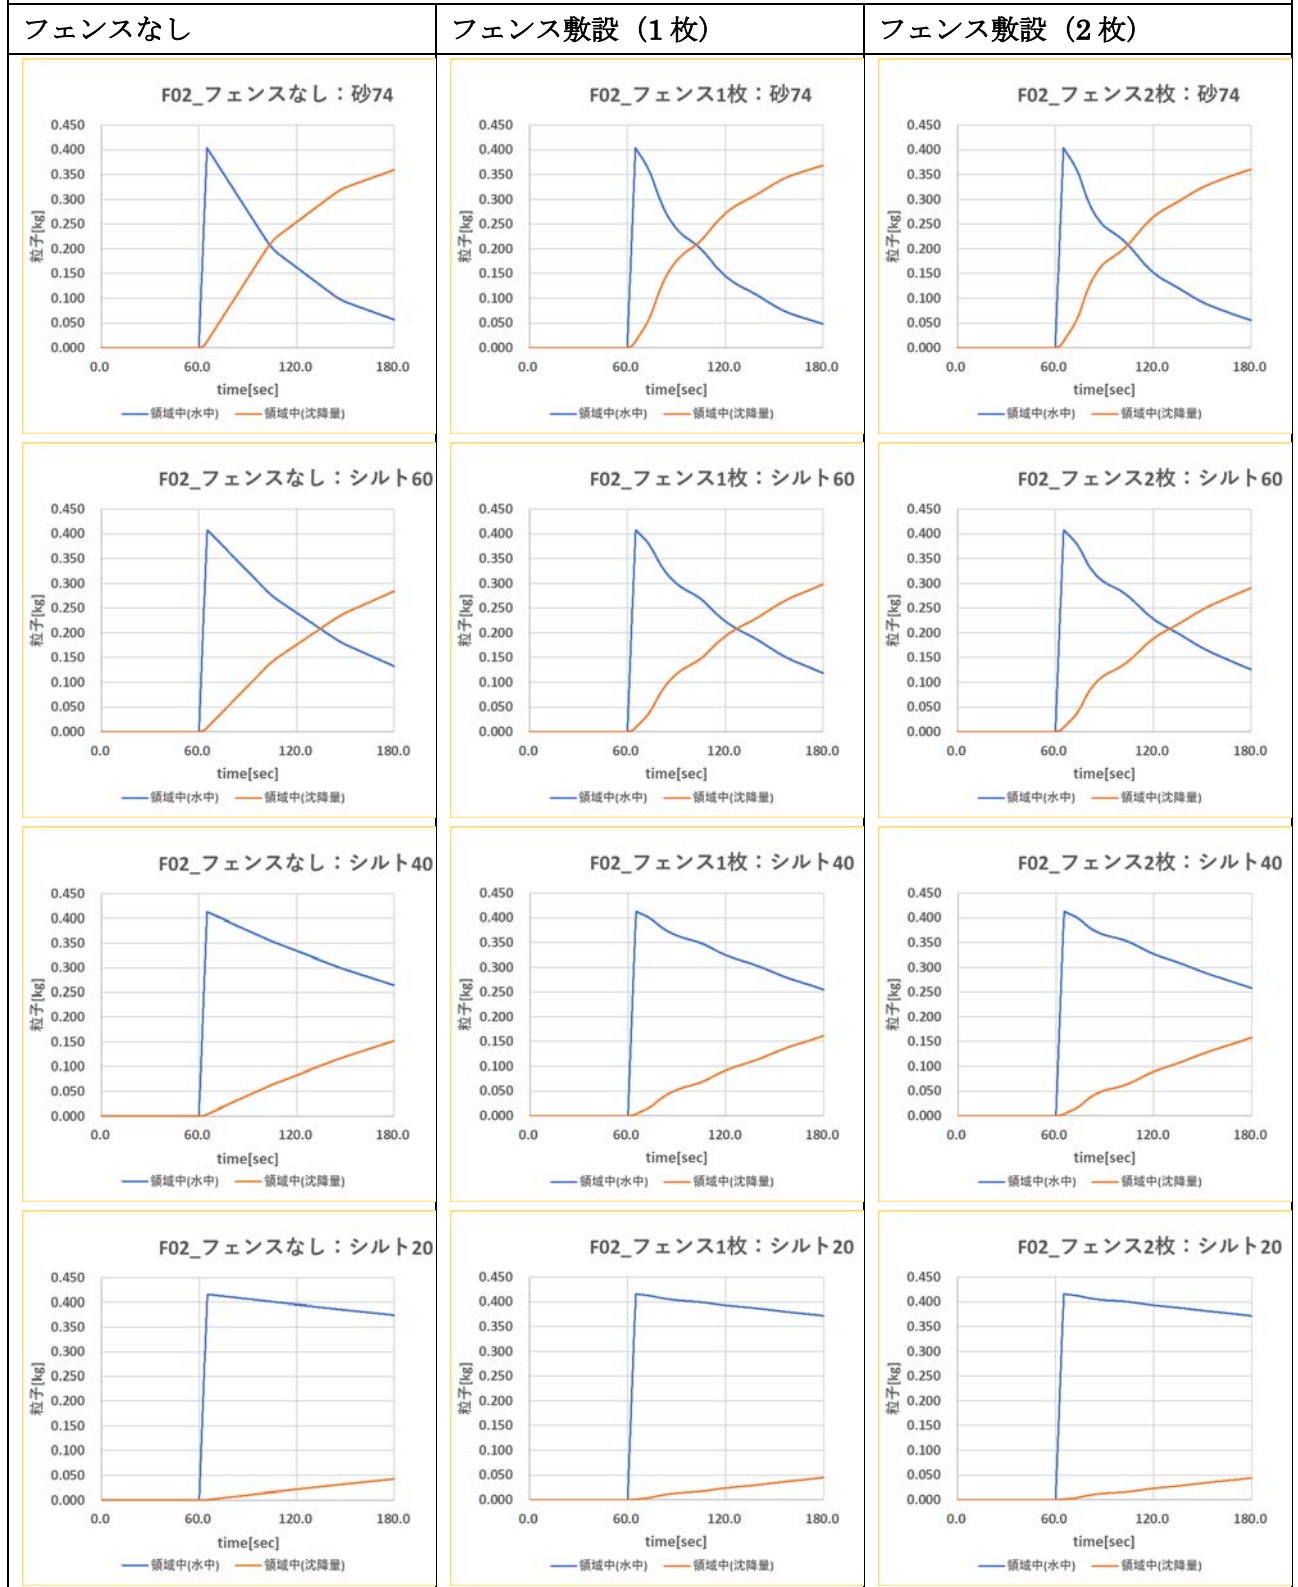 フェンスなし
フェンス敷設（1 枚）
フェンス敷設（2 枚）
F02_フェンスなし：砂74
0.450
0.400
0.350
0.300
0.250
0.200
0.150
0.100
0.050
0.000
粒子[kg]
0.0 60.0 120.0 180.0
time[sec]
領域中(水中) 領域中(沈降量)
F02_フェンス1枚：砂74
0.450
0.400
0.350
0.300
0.250
0.200
0.150
0.100
0.050
0.000
粒子[kg]
0.0 60.0 120.0 180.0
time[sec]
領域中(水中) 領域中(沈降量)
F02_フェンス2枚：砂74
0.450
0.400
0.350
0.300
0.250
0.200
0.150
0.100
0.050
0.000
粒子[kg]
0.0 60.0 120.0 180.0
time[sec]
領域中(水中) 領域中(沈降量)
F02_フェンスなし：シルト60
0.450
0.400
0.350
0.300
0.250
0.200
0.150
0.100
0.050
0.000
粒子[kg]
0.0 60.0 120.0 180.0
time[sec]
領域中(水中) 領域中(沈降量)
F02_フェンス1枚：シルト60
0.450
0.400
0.350
0.300
0.250
0.200
0.150
0.100
0.050
0.000
粒子[kg]
0.0 60.0 120.0 180.0
time[sec]
領域中(水中) 領域中(沈降量)
F02_フェンス2枚：シルト60
0.450
0.400
0.350
0.300
0.250
0.200
0.150
0.100
0.050
0.000
粒子[kg]
0.0 60.0 120.0 180.0
time[sec]
領域中(水中) 領域中(沈降量)
F02_フェンスなし：シルト40
0.450
0.400
0.350
0.300
0.250
0.200
0.150
0.100
0.050
0.000
粒子[kg]
0.0 60.0 120.0 180.0
time[sec]
領域中(水中) 領域中(沈降量)
F02_フェンス1枚：シルト40
0.450
0.400
0.350
0.300
0.250
0.200
0.150
0.100
0.050
0.000
粒子[kg]
0.0 60.0 120.0 180.0
time[sec]
領域中(水中) 領域中(沈降量)
F02_フェンス2枚：シルト40
0.450
0.400
0.350
0.300
0.250
0.200
0.150
0.100
0.050
0.000
粒子[kg]
0.0 60.0 120.0 180.0
time[sec]
領域中(水中) 領域中(沈降量)
F02_フェンスなし：シルト20
0.450
0.400
0.350
0.300
0.250
0.200
0.150
0.100
0.050
0.000
粒子[kg]
0.0 60.0 120.0 180.0
time[sec]
領域中(水中) 領域中(沈降量)
F02_フェンス1枚：シルト20
0.450
0.400
0.350
0.300
0.250
0.200
0.150
0.100
0.050
0.000
粒子[kg]
0.0 60.0 120.0 180.0
time[sec]
領域中(水中) 領域中(沈降量)
F02_フェンス2枚：シルト20
0.450
0.400
0.350
0.300
0.250
0.200
0.150
0.100
0.050
0.000
粒子[kg]
0.0 60.0 120.0 180.0
time[sec]
領域中(水中) 領域中(沈降量)